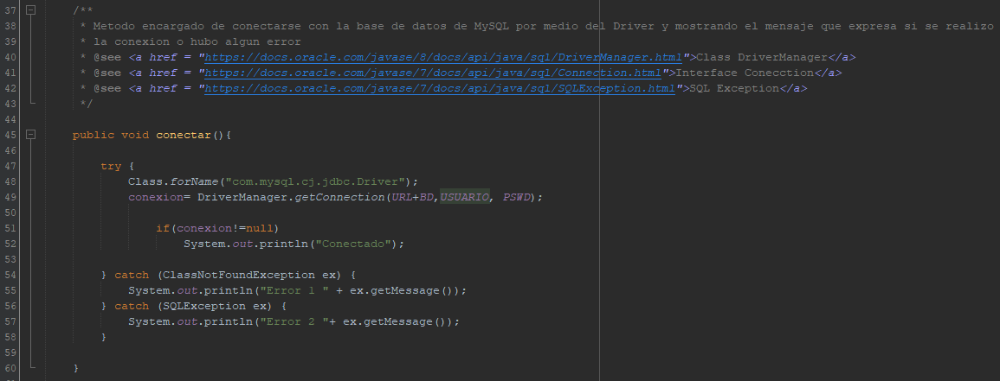 37 /**
38 * Metodo encargado de conectarse con la base de datos de MySQL por medio del Driver y mostrando el mensaje que expresa si se realizo
39 * la conexion o hubo algun error
40 * @see <a href = "https://docs.oracle.com/javase/8/docs/api/java/sql/DriverManager.html">Class DriverManager</a>
41 * @see <a href = "https://docs.oracle.com/javase/7/docs/api/java/sql/Connection.html">Interface Conecction</a>
42 * @see <a href = "https://docs.oracle.com/javase/7/docs/api/java/sql/SQLException.html">SQL Exception</a>
43 */
44
45 public void conectar(){
46
47 try {
48 Class.forName("com.mysql.cj.jdbc.Driver");
49 conexion= DriverManager.getConnection(URL+BD,USUARIO, PSWD);
50
51 if(conexion!=null)
52 System.out.println("Conectado");
53
54 } catch (ClassNotFoundException ex) {
55 System.out.println("Error 1 " + ex.getMessage());
56 } catch (SQLException ex) {
57 System.out.println("Error 2 "+ ex.getMessage());
58 }
59
60 }